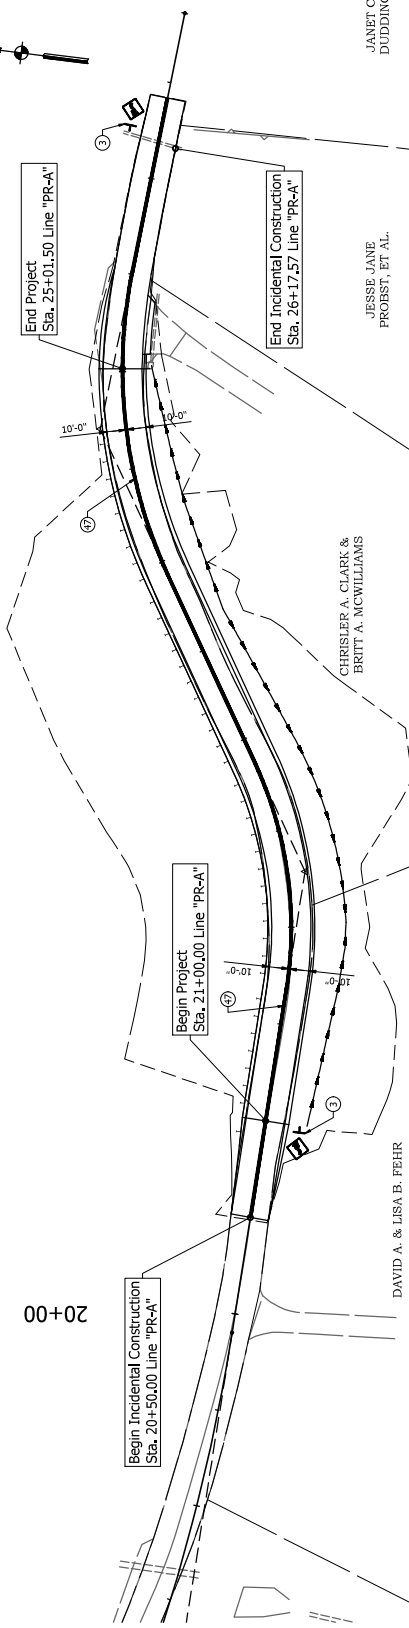 JANET C
DUDDING
JESSE JANE
PROBST, ET AL.
End Incidental Construction
Sta. 26+17.57 Line "PR-A"
End Project
Sta. 25+01.50 Line "PR-A"
3
10'-0"
10'-0"
47
CHRISLER A. CLARK &
BRITT A. MCWILLIAMS
Begin Project
Sta. 21+00.00 Line "PR-A"
10'-0"
10'-0"
47
3
DAVID A. & LISA B. FEHR
Begin Incidental Construction
Sta. 20+50.00 Line "PR-A"
20+00